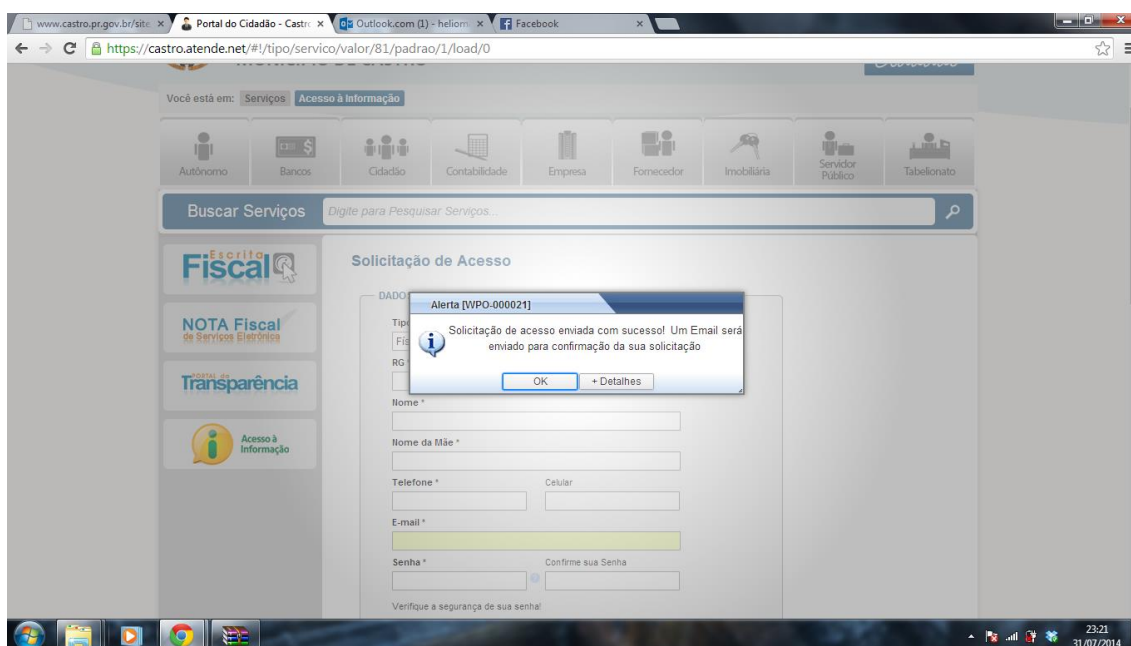 www.castro.pr.gov.br/site
Portal do Cidadão - Castro
Outlook.com (1) - heliom
Facebook
https://castro.atende.net/#!/tipo/servico/valor/81/padrao/1/load/0
Você está em: Serviços Acesso à Informação
Autônomo Bancos Cidadão Contabilidade Empresa Fornecedor Imobiliária Servidor Público Tabelionato
Buscar Serviços Digite para Pesquisar Serviços...
Escrita
Fiscal
NOTA Fiscal
de Serviços Eletrônica
PORTAL da
Transparência
Acesso à
Informação
Solicitação de Acesso
DADO
Alerta [WPO-000021]
Solicitação de acesso enviada com sucesso! Um Email será
enviado para confirmação da sua solicitação
OK + Detalhes
Tipo
Fís
RG
Nome *
Nome da Mãe *
Telefone * Celular
E-mail *
Senha * Confirme sua Senha
Verifique a segurança de sua senha!
23:21
31/07/2014